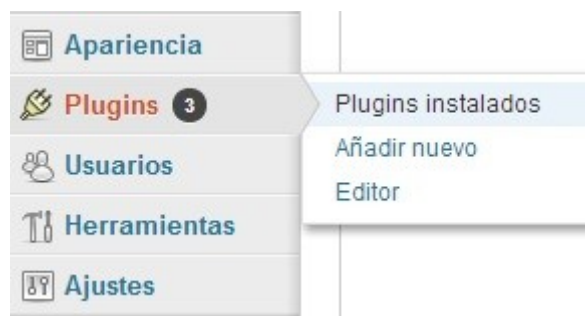 Apariencia
Plugins 3
Usuarios
Herramientas
Ajustes
Plugins instalados
Añadir nuevo
Editor